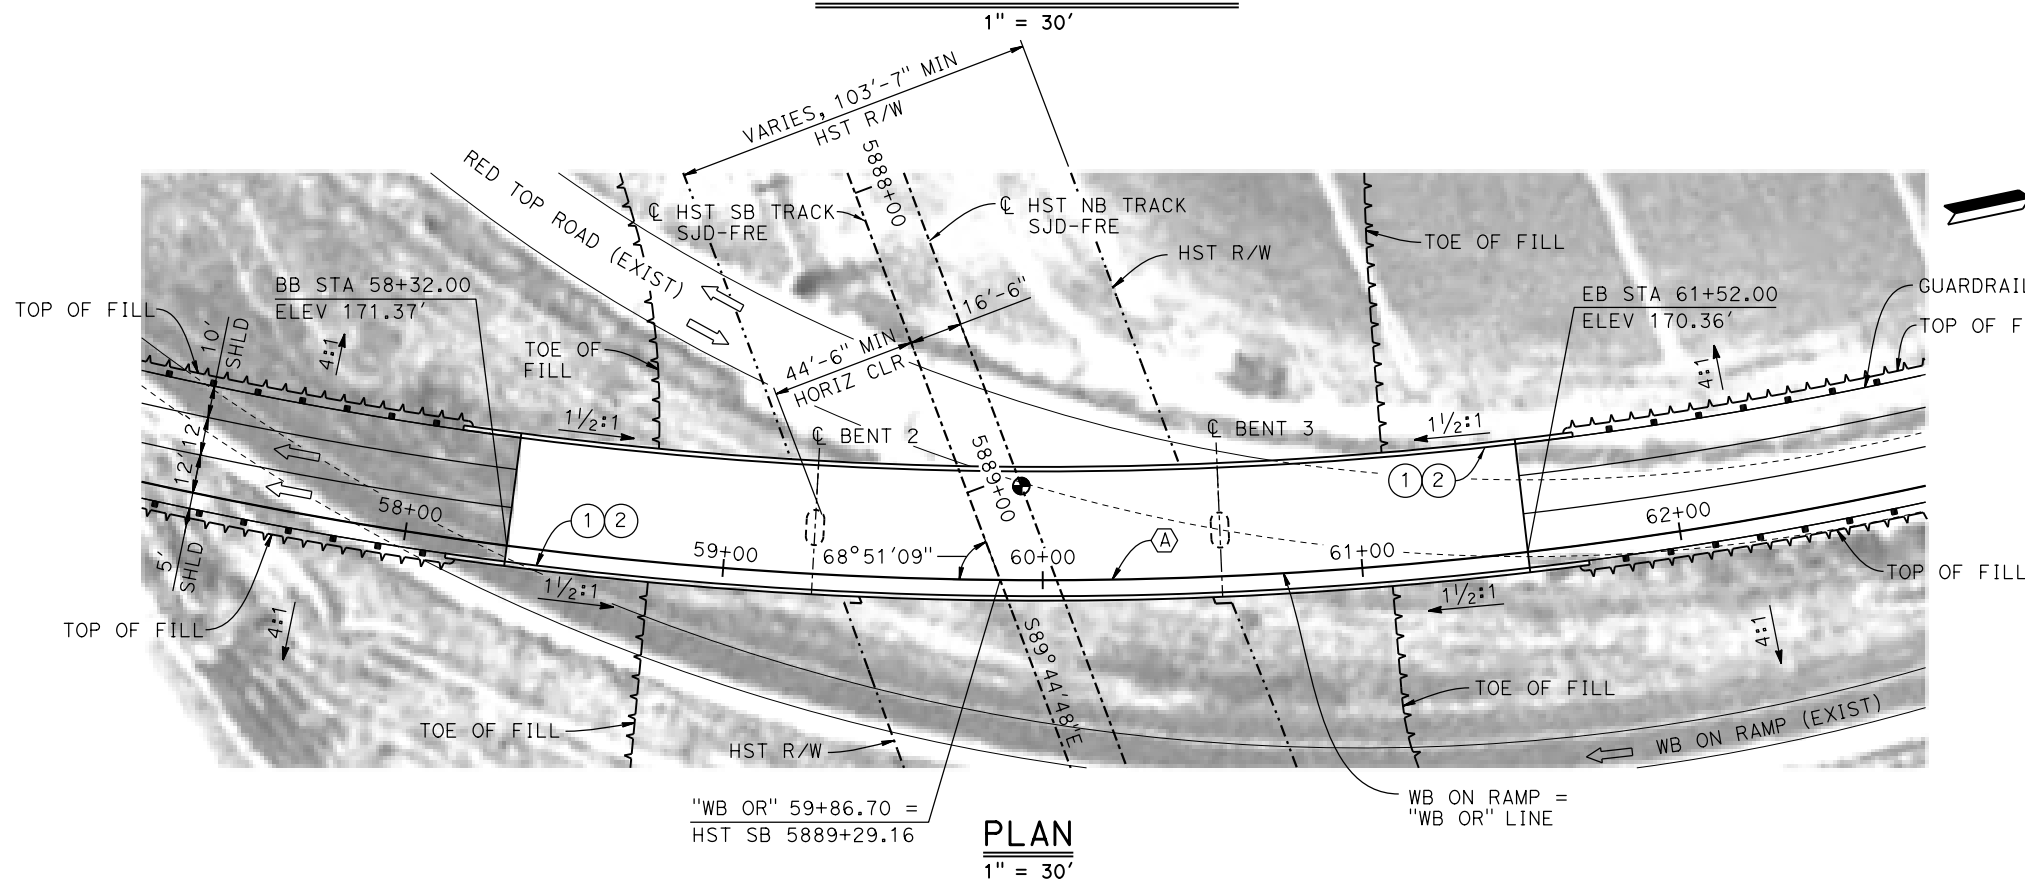 1" = 30'
VARIES, 103'-7" MIN
HST R/W
RED TOP ROAD (EXIST)
5888+00
℄ HST SB TRACK
SJD-FRE
℄ HST NB TRACK
SJD-FRE
HST R/W
TOE OF FILL
BB STA 58+32.00
ELEV 171.37'
EB STA 61+52.00
ELEV 170.36'
GUARDRAIL
TOP OF F
TOP OF FILL
10'
SHLD
4:1
TOE OF
FILL
16'-6"
44'-6" MIN
HORIZ CLR
4:1
1½:1
℄ BENT 2
℄ BENT 3
1½:1
12'
12'
5889+00
1 2
58+00
1 2
59+00
68°51'09"
60+00
A
61+00
62+00
5'
SHLD
1½:1
1½:1
TOP OF FILL
TOP OF FILL
4:1
4:1
S89°44'48"E
TOE OF FILL
TOE OF FILL
HST R/W
WB ON RAMP (EXIST)
"WB OR" 59+86.70 =
HST SB 5889+29.16
WB ON RAMP =
"WB OR" LINE
PLAN
1" = 30'